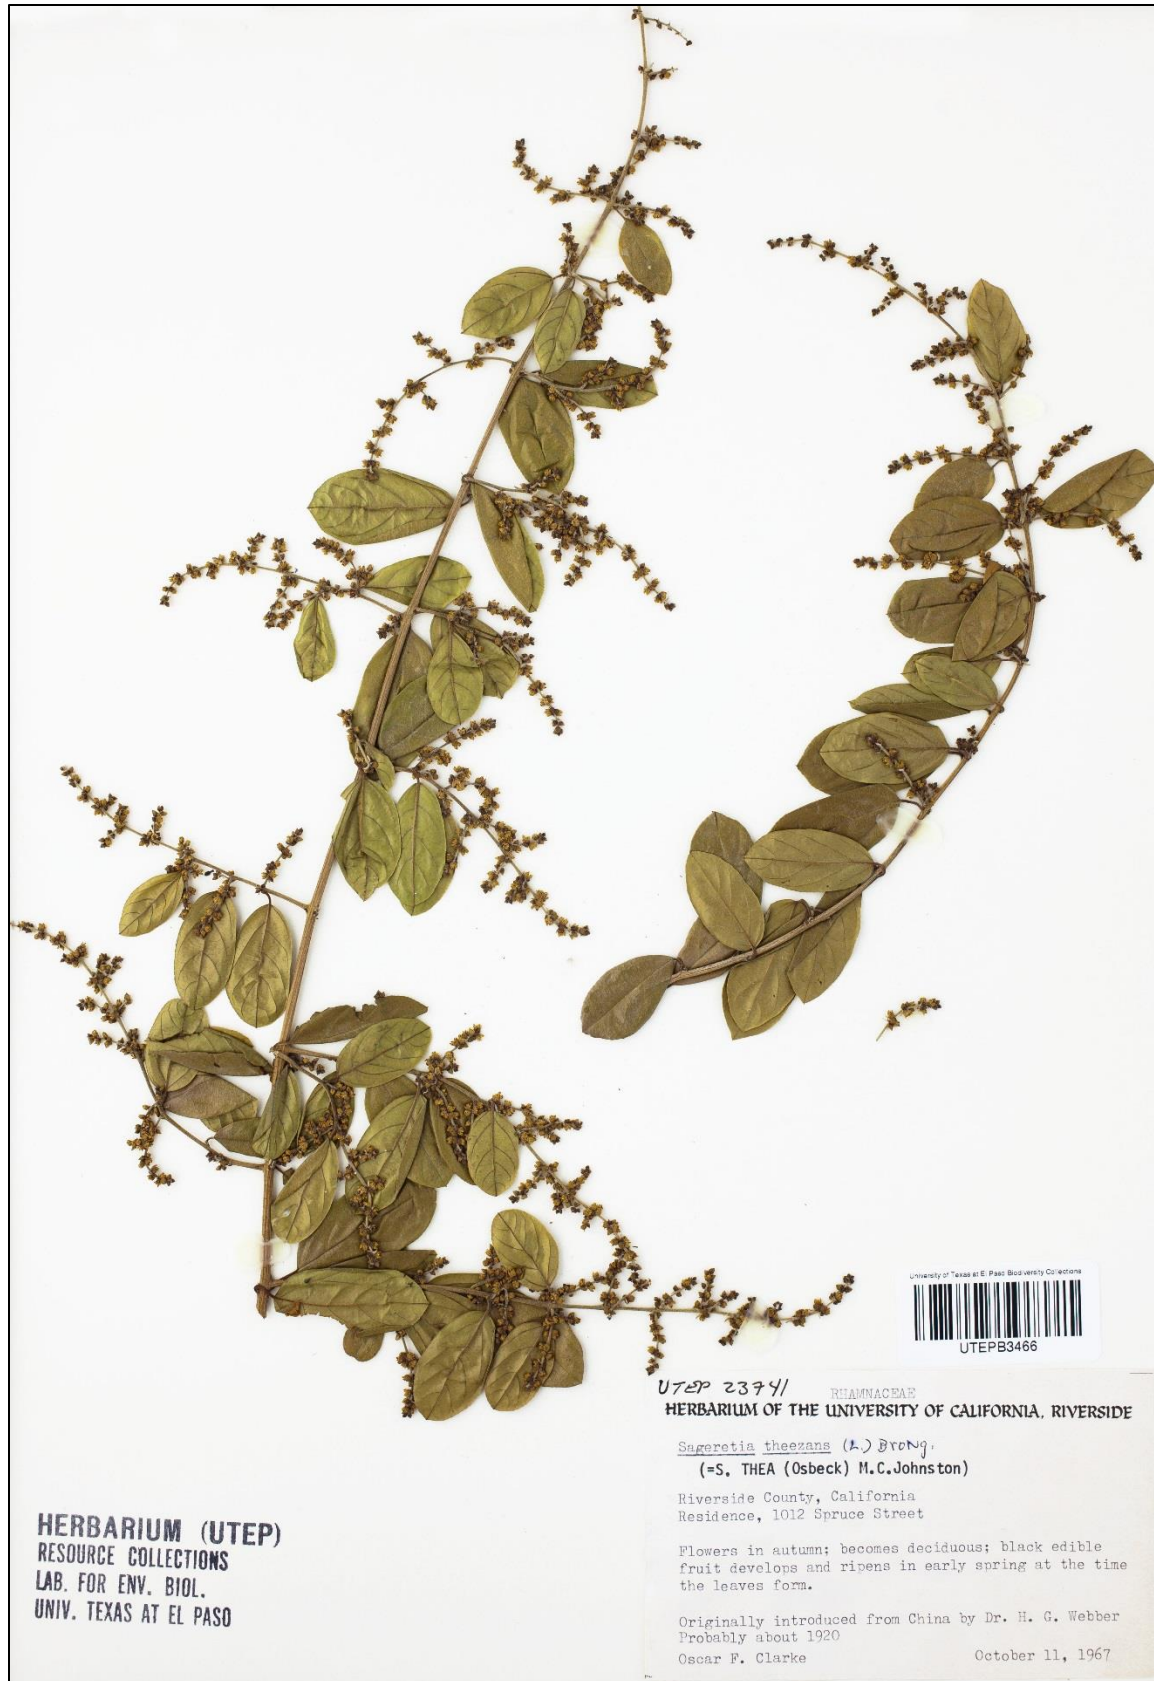 University of Texas at El Paso Biodiversity Collections
UTEPB3466
UTEP 23741
RHAMNACEAE
HERBARIUM OF THE UNIVERSITY OF CALIFORNIA, RIVERSIDE
Sageretia theezans (L.) Brong.
(=S. THEA (Osbeck) M.C.Johnston)
Riverside County, California
Residence, 1012 Spruce Street
Flowers in autumn; becomes deciduous; black edible
fruit develops and ripens in early spring at the time
the leaves form.
Originally introduced from China by Dr. H. G. Webber
Probably about 1920
Oscar F. Clarke October 11, 1967
HERBARIUM (UTEP)
RESOURCE COLLECTIONS
LAB. FOR ENV. BIOL.
UNIV. TEXAS AT EL PASO